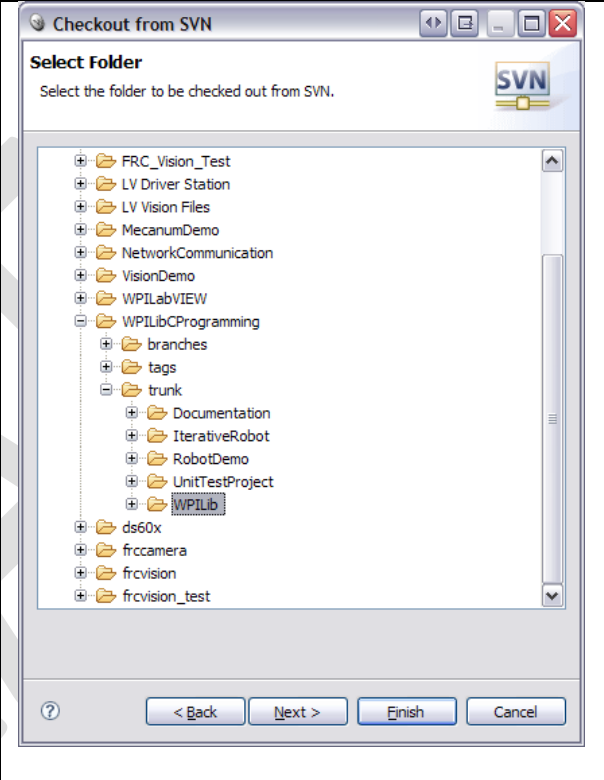 Checkout from SVN
Select Folder
Select the folder to be checked out from SVN.
SVN
FRC_Vision_Test
LV Driver Station
LV Vision Files
MecanumDemo
NetworkCommunication
VisionDemo
WPILabVIEW
WPILibCProgramming
branches
tags
trunk
Documentation
IterativeRobot
RobotDemo
UnitTestProject
WPILib
ds60x
frccamera
frcvision
frcvision_test
< Back Next > Finish Cancel